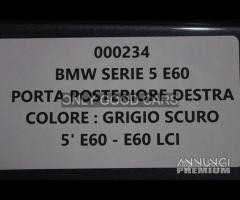 000234
BMW SERIE 5 E60
PORTA POSTERIORE DESTRA
ONLY GOOD CARS
COLORE : GRIGIO SCURO
5' E60 - E60 LCI
ANNUNCI
PREMIUM